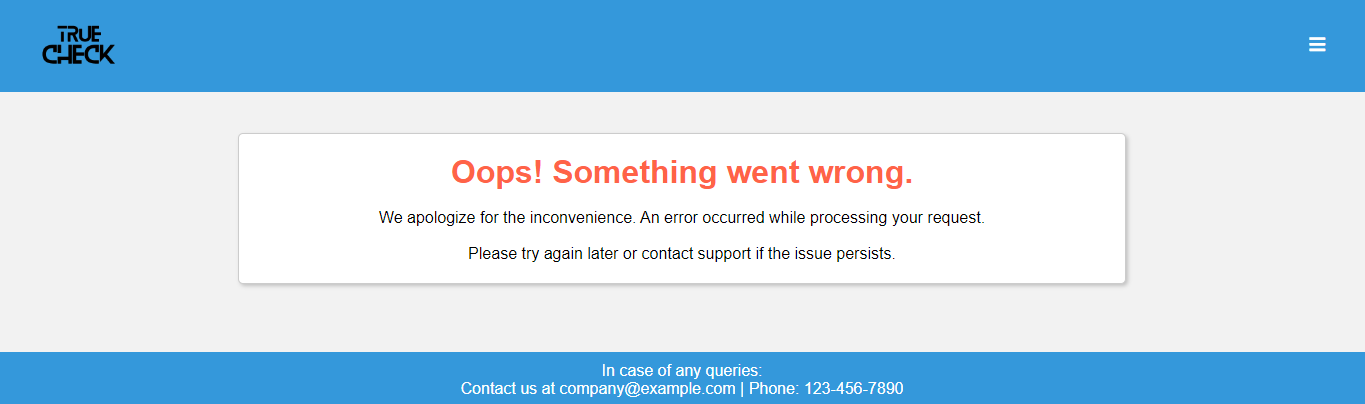 TRUE
CHECK
Oops! Something went wrong.
We apologize for the inconvenience. An error occurred while processing your request.
Please try again later or contact support if the issue persists.
In case of any queries:
Contact us at company@example.com | Phone: 123-456-7890